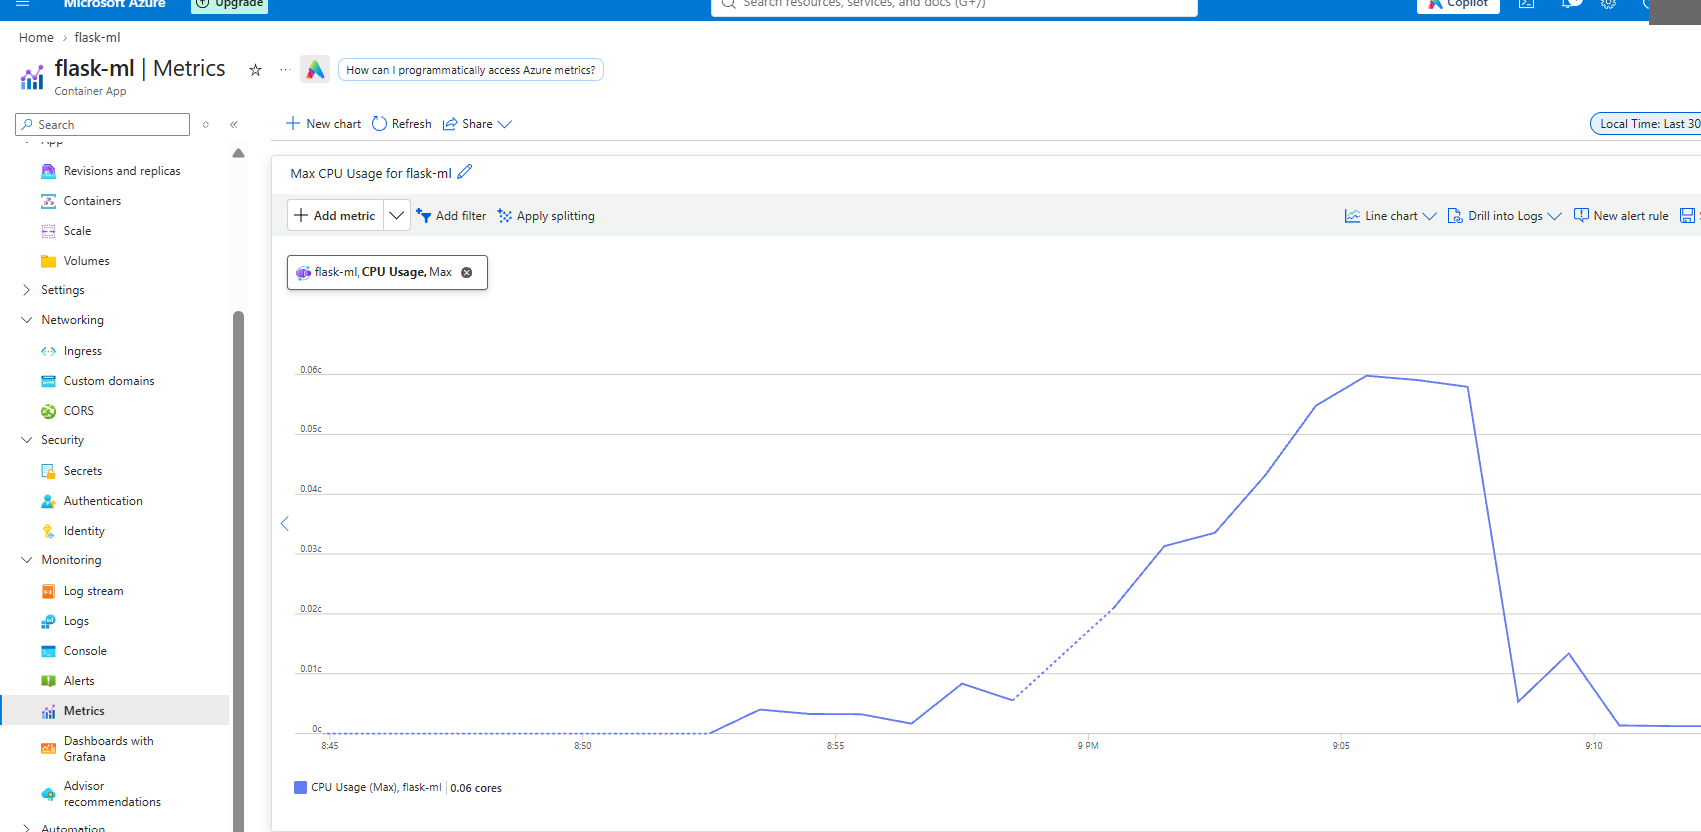 Microsoft Azure
Upgrade
Search resources, services, and docs (G+/)
Copilot
Home > flask-ml
flask-ml | Metrics
Container App
How can I programmatically access Azure metrics?
Search
New chart
Refresh
Share
Local Time: Last 30
App
Revisions and replicas
Containers
Scale
Volumes
Settings
Networking
Ingress
Custom domains
CORS
Security
Secrets
Authentication
Identity
Monitoring
Log stream
Logs
Console
Alerts
Metrics
Dashboards with
Grafana
Advisor
recommendations
Automation
Max CPU Usage for flask-ml
Add metric
Add filter
Apply splitting
Line chart
Drill into Logs
New alert rule
flask-ml, CPU Usage, Max
0.06c
0.05c
0.04c
0.03c
0.02c
0.01c
0c
8:45 8:50 8:55 9 PM 9:05 9:10
CPU Usage (Max), flask-ml | 0.06 cores